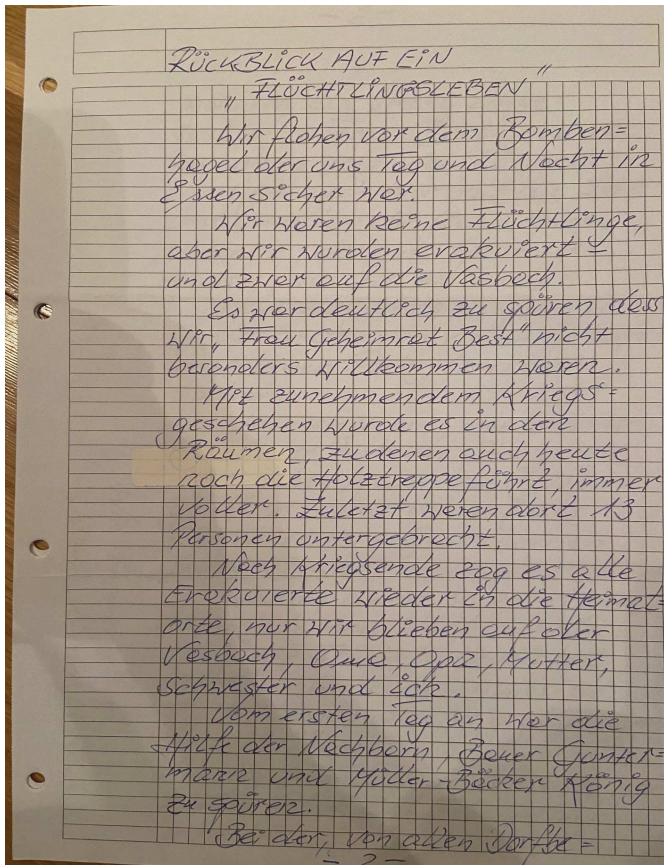 RÜCKBLICK AUF EIN
„FLÜCHTLINGSLEBEN"
Wir flohen vor dem Bomben=
hagel der uns Tag und Nacht in
Essen sicher war.
Wir waren keine Flüchtlinge,
aber wir wurden evakuiert -
und zwar auf die Vasbach.
Es war deutlich zu spüren dass
wir „Frau Geheimrat Best" nicht
besonders willkommen waren.
Mit zunehmendem Kriegs=
geschehen wurde es in den
Räumen, zu denen auch heute
noch die Holztreppe führt, immer
voller. Zuletzt waren dort 13
Personen untergebracht.
Nach Kriegsende zog es alle
Evakuierte wieder in die Heimat=
orte, nur wir blieben auf der
Vasbach, Oma, Opa, Mutter,
Schwester und ich.
Vom ersten Tag an war die
Hilfe der Nachbarn, Bauer Gunter=
mann und Müller-Bäcker König
zu spüren.
Bei der, von allen Dorfbe=
- 2 -